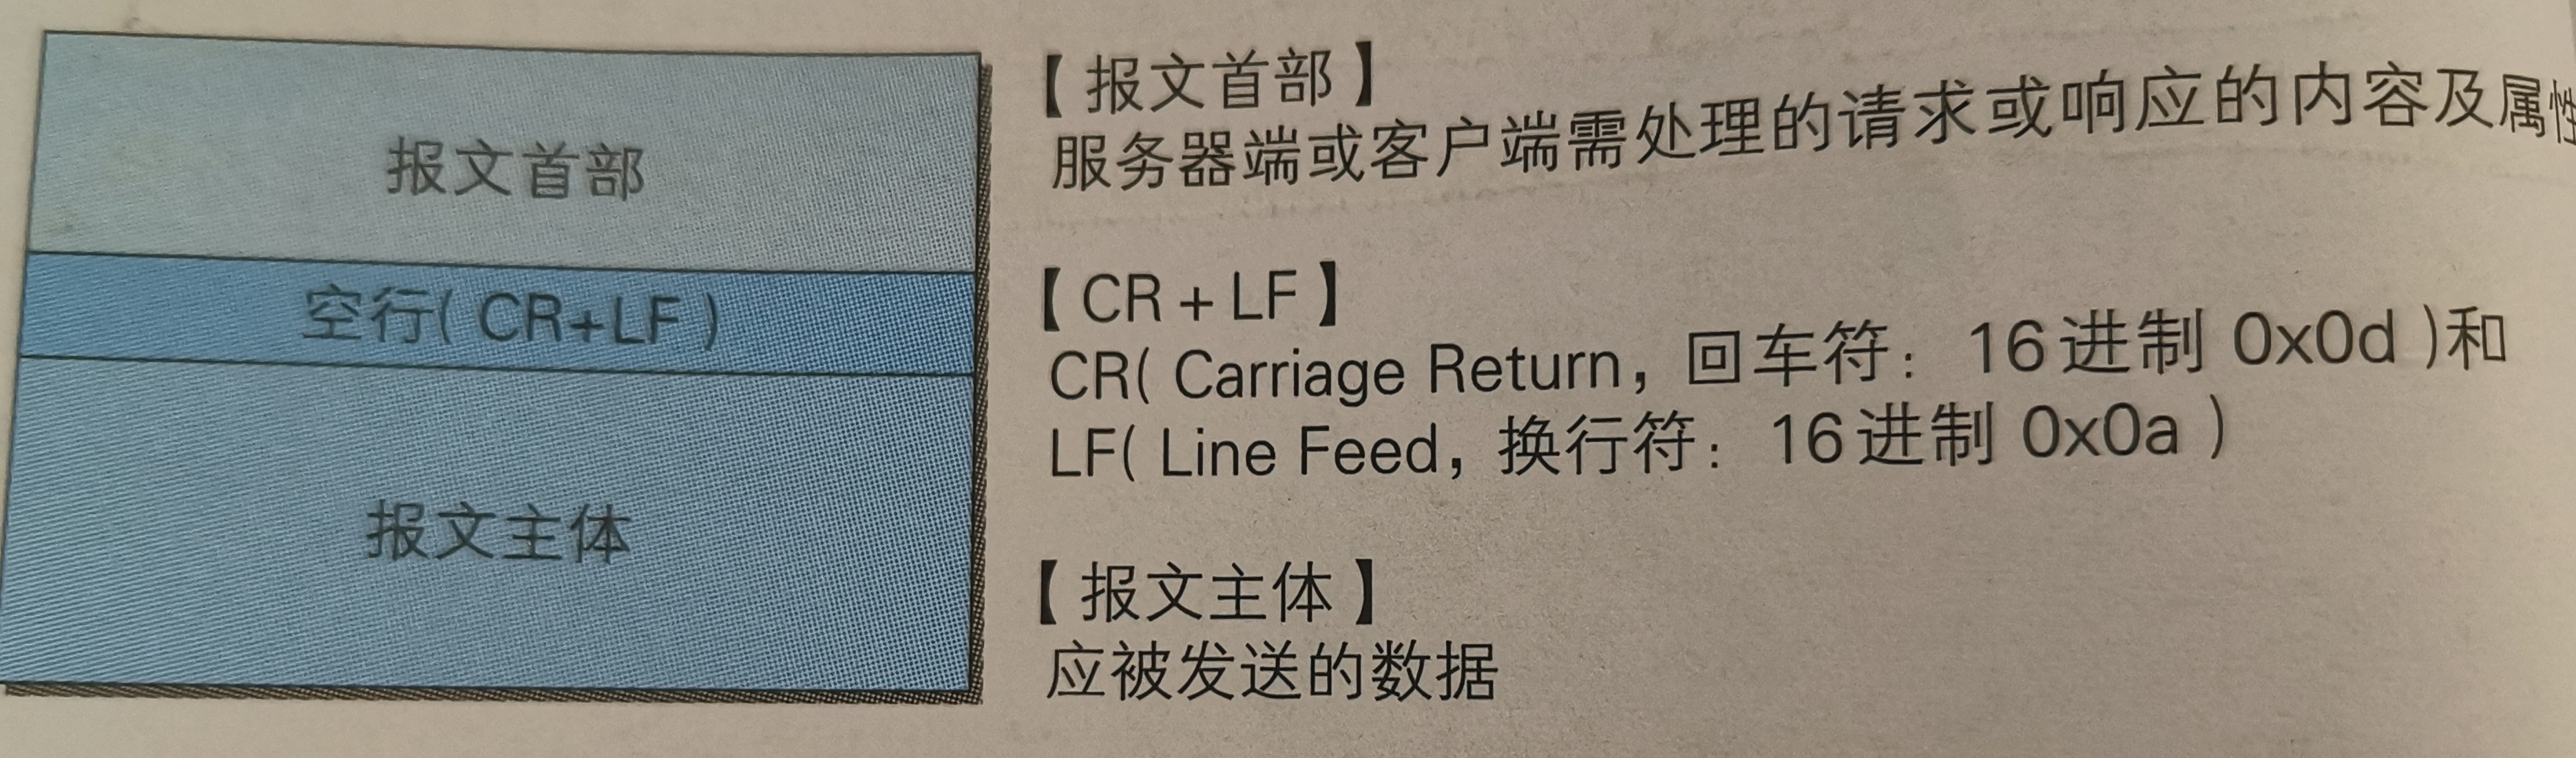 报文首部
空行( CR+LF )
报文主体
【 报文首部 】
服务器端或客户端需处理的请求或响应的内容及属性
【 CR + LF 】
CR( Carriage Return，回车符：16进制 0x0d )和
LF( Line Feed，换行符：16进制 0x0a )
【 报文主体 】
应被发送的数据